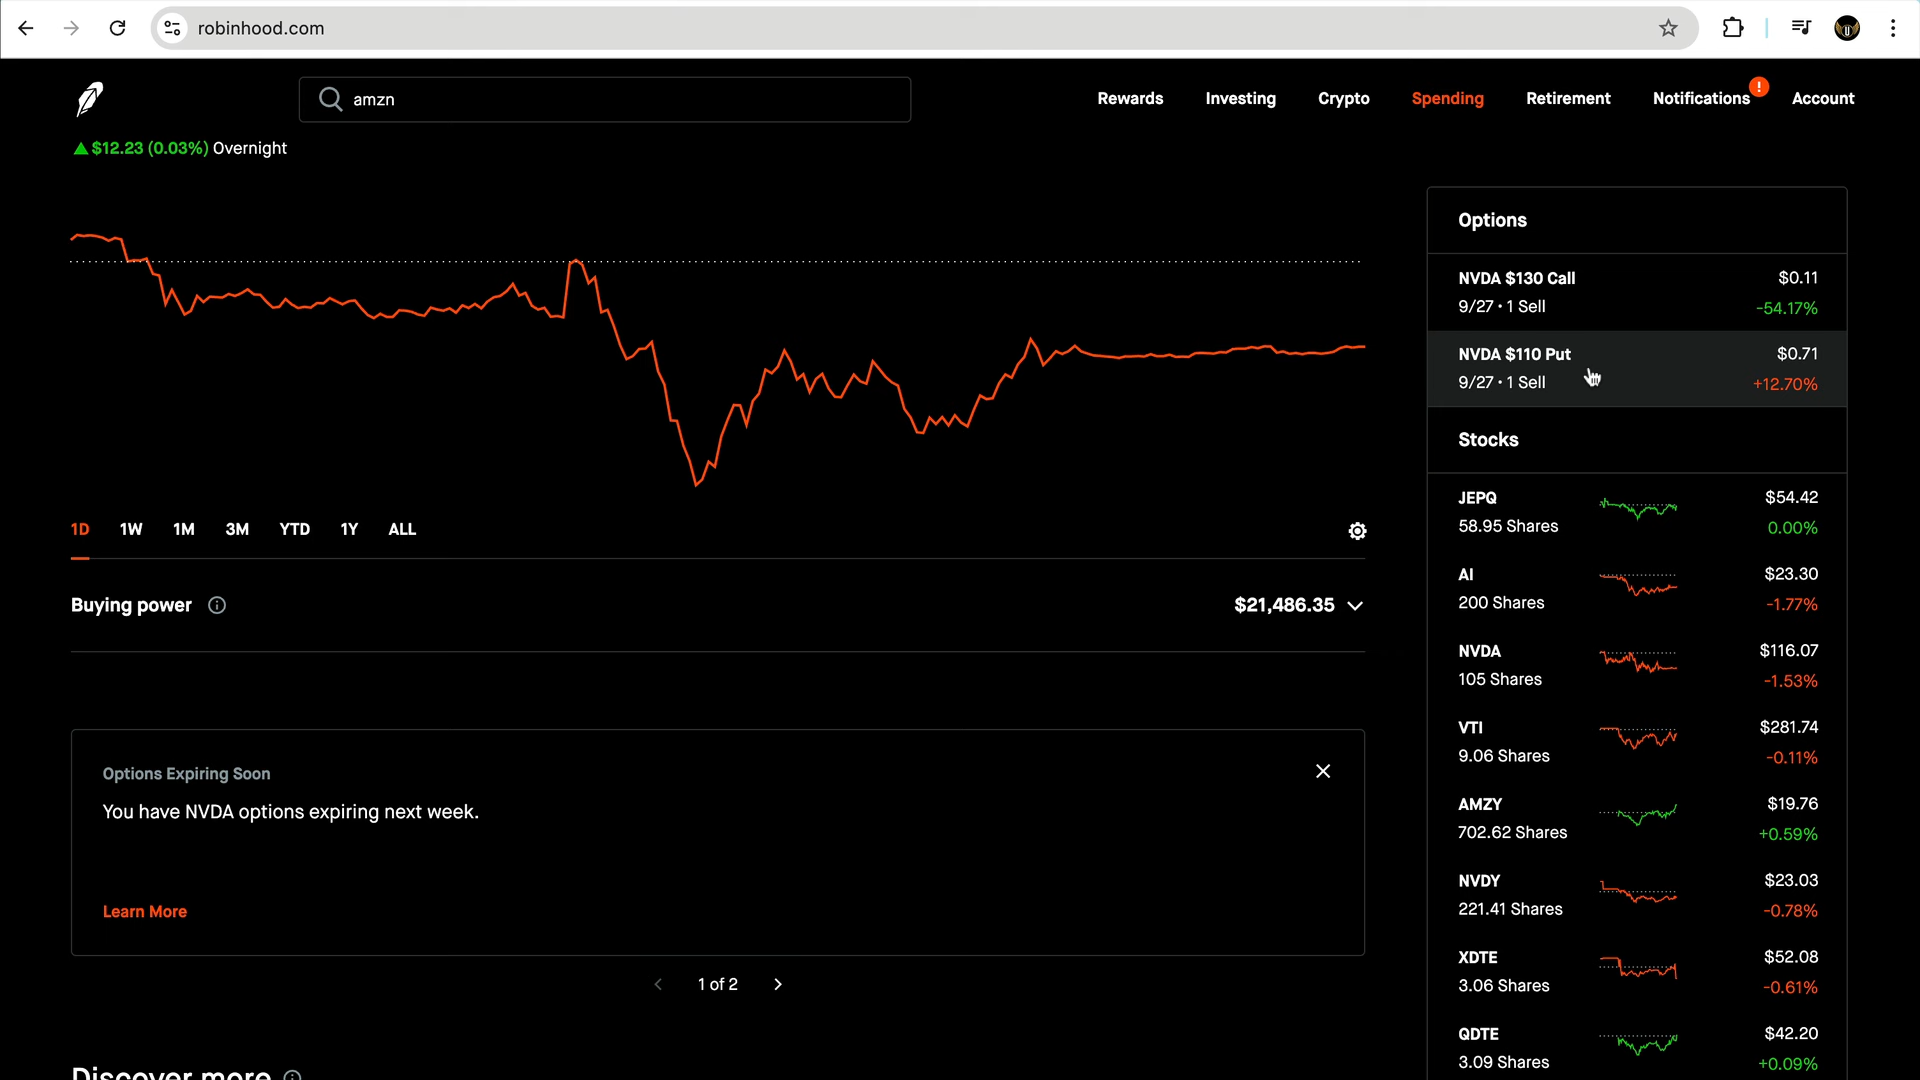 robinhood.com
amzn
Rewards
Investing
Crypto
Spending
Retirement
Notifications
!
Account
$12.23 (0.03%) Overnight
1D
1W
1M
3M
YTD
1Y
ALL
Buying power
$21,486.35
Options Expiring Soon
You have NVDA options expiring next week.
Learn More
1 of 2
Discover more
Options
NVDA $130 Call
$0.11
9/27 • 1 Sell
-54.17%
NVDA $110 Put
$0.71
9/27 • 1 Sell
+12.70%
Stocks
JEPQ
$54.42
58.95 Shares
0.00%
AI
$23.30
200 Shares
-1.77%
NVDA
$116.07
105 Shares
-1.53%
VTI
$281.74
9.06 Shares
-0.11%
AMZY
$19.76
702.62 Shares
+0.59%
NVDY
$23.03
221.41 Shares
-0.78%
XDTE
$52.08
3.06 Shares
-0.61%
QDTE
$42.20
3.09 Shares
+0.09%